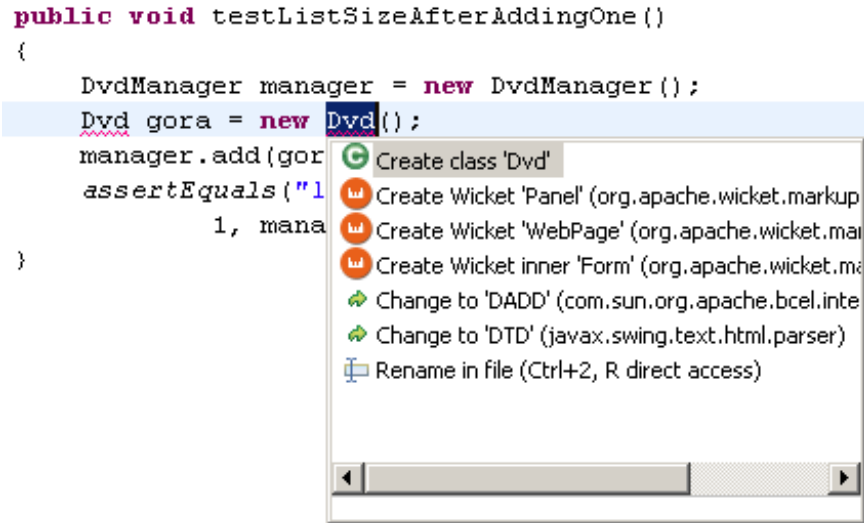 public void testListSizeAfterAddingOne()
{
DvdManager manager = new DvdManager();
Dvd gora = new Dvd();
manager.add(gor
assertEquals("l
1, mana
}
Create class 'Dvd'
Create Wicket 'Panel' (org.apache.wicket.markup
Create Wicket 'WebPage' (org.apache.wicket.mar
Create Wicket inner 'Form' (org.apache.wicket.ma
Change to 'DADD' (com.sun.org.apache.bcel.inte
Change to 'DTD' (javax.swing.text.html.parser)
Rename in file (Ctrl+2, R direct access)